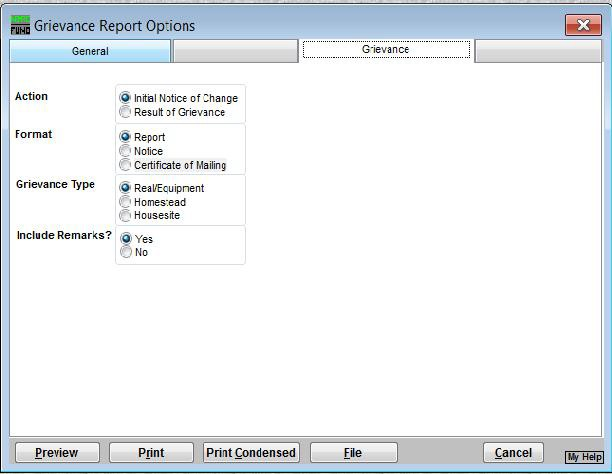 Grievance Report Options
General Grievance
Action
Initial Notice of Change
Result of Grievance
Format
Report
Notice
Certificate of Mailing
Grievance Type
Real/Equipment
Homestead
Housesite
Include Remarks?
Yes
No
Preview Print Print Condensed File Cancel My Help